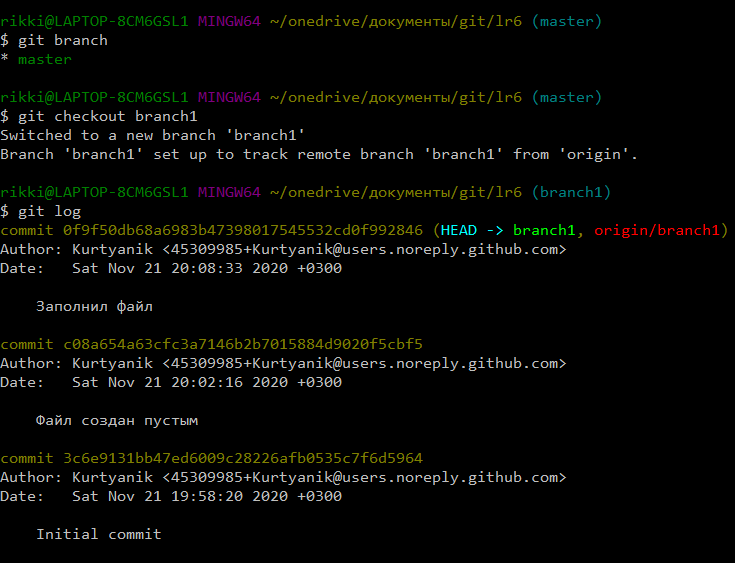 rikki@LAPTOP-8CM6GSL1 MINGW64 ~/onedrive/документы/git/lr6 (master)
$ git branch
* master
rikki@LAPTOP-8CM6GSL1 MINGW64 ~/onedrive/документы/git/lr6 (master)
$ git checkout branch1
Switched to a new branch 'branch1'
Branch 'branch1' set up to track remote branch 'branch1' from 'origin'.
rikki@LAPTOP-8CM6GSL1 MINGW64 ~/onedrive/документы/git/lr6 (branch1)
$ git log
commit 0f9f50db68a6983b47398017545532cd0f992846 (HEAD -> branch1, origin/branch1)
Author: Kurtyanik <45309985+Kurtyanik@users.noreply.github.com>
Date:   Sat Nov 21 20:08:33 2020 +0300
    Заполнил файл
commit c08a654a63cfc3a7146b2b7015884d9020f5cbf5
Author: Kurtyanik <45309985+Kurtyanik@users.noreply.github.com>
Date:   Sat Nov 21 20:02:16 2020 +0300
    Файл создан пустым
commit 3c6e9131bb47ed6009c28226afb0535c7f6d5964
Author: Kurtyanik <45309985+Kurtyanik@users.noreply.github.com>
Date:   Sat Nov 21 19:58:20 2020 +0300
    Initial commit